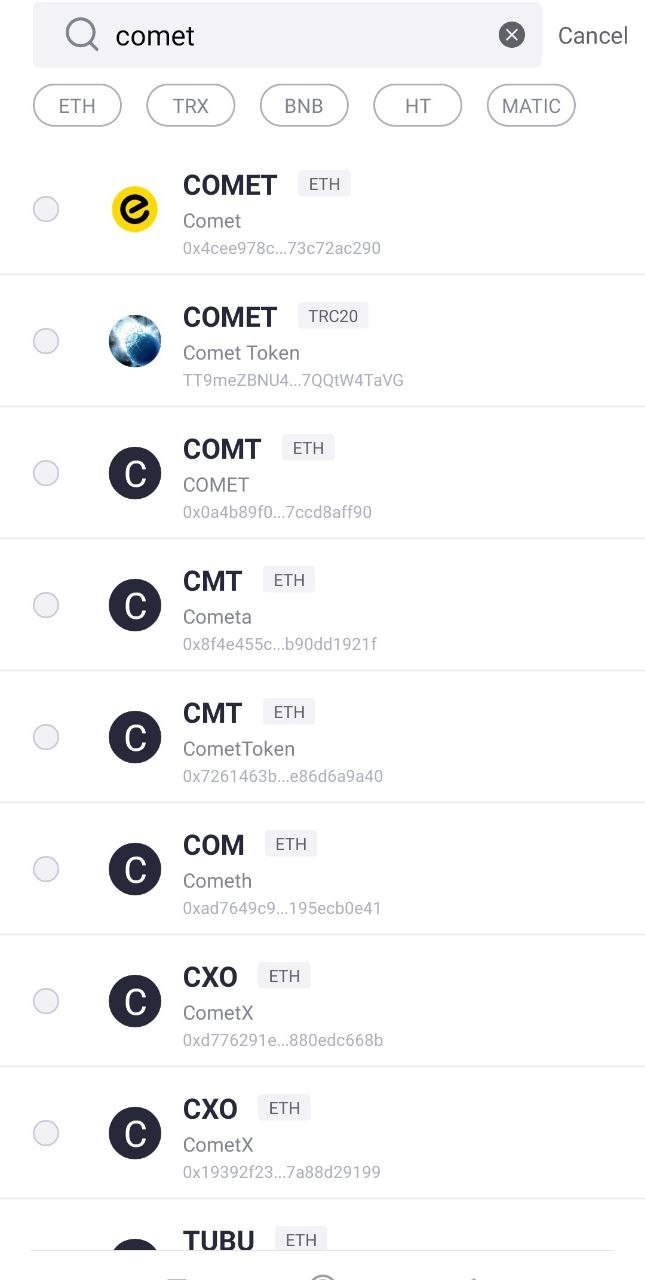 comet
Cancel
ETH TRX BNB HT MATIC
COMET ETH
Comet
0x4cee978c...73c72ac290
COMET TRC20
Comet Token
TT9meZBNU4...7QQtW4TaVG
C COMT ETH
COMET
0x0a4b89f0...7ccd8aff90
C CMT ETH
Cometa
0x8f4e455c...b90dd1921f
C CMT ETH
CometToken
0x7261463b...e86d6a9a40
C COM ETH
Cometh
0xad7649c9...195ecb0e41
C CXO ETH
CometX
0xd776291e...880edc668b
C CXO ETH
CometX
0x19392f23...7a88d29199
TUBU ETH